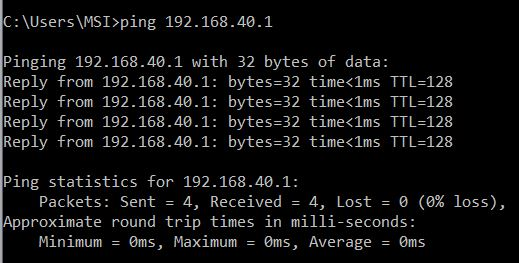 C:\Users\MSI>ping 192.168.40.1
Pinging 192.168.40.1 with 32 bytes of data:
Reply from 192.168.40.1: bytes=32 time<1ms TTL=128
Reply from 192.168.40.1: bytes=32 time<1ms TTL=128
Reply from 192.168.40.1: bytes=32 time<1ms TTL=128
Reply from 192.168.40.1: bytes=32 time<1ms TTL=128
Ping statistics for 192.168.40.1:
    Packets: Sent = 4, Received = 4, Lost = 0 (0% loss),
Approximate round trip times in milli-seconds:
    Minimum = 0ms, Maximum = 0ms, Average = 0ms